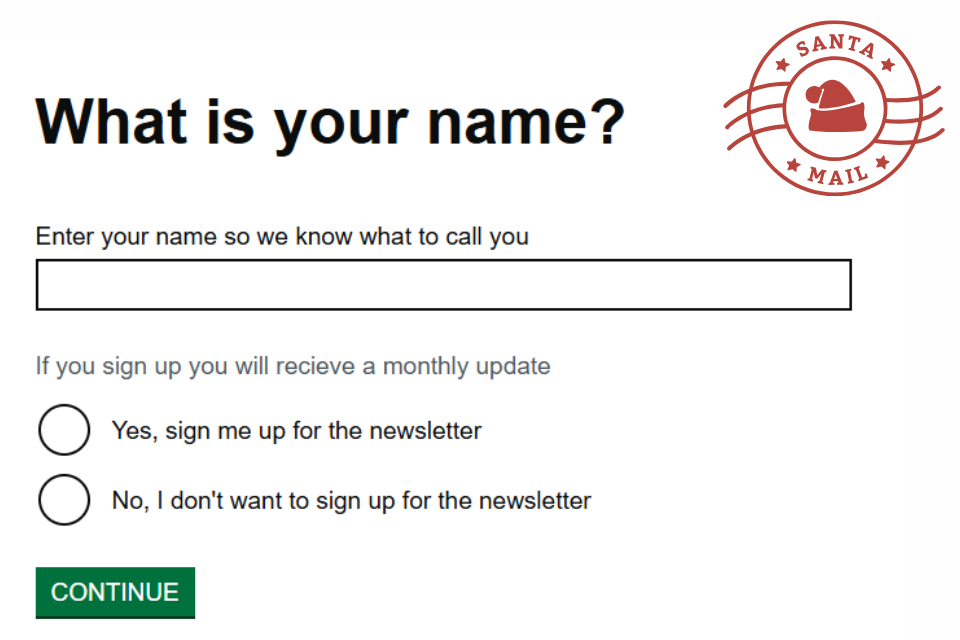 SANTA
MAIL
What is your name?
Enter your name so we know what to call you
If you sign up you will recieve a monthly update
Yes, sign me up for the newsletter
No, I don't want to sign up for the newsletter
CONTINUE